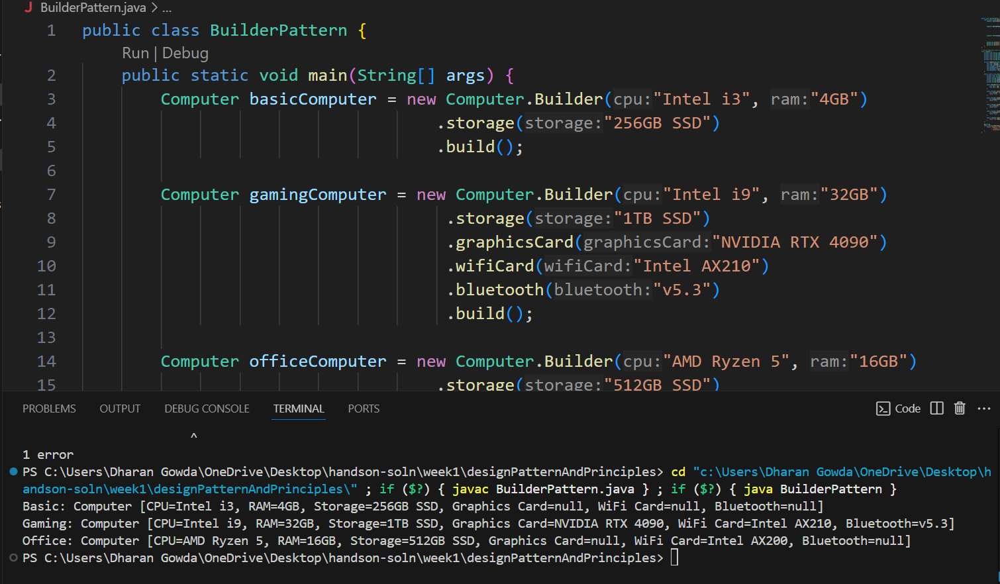 J BuilderPattern.java > ...
1 public class BuilderPattern {
Run | Debug
2 public static void main(String[] args) {
3 Computer basicComputer = new Computer.Builder(cpu:"Intel i3", ram:"4GB")
4 .storage(storage:"256GB SSD")
5 .build();
6
7 Computer gamingComputer = new Computer.Builder(cpu:"Intel i9", ram:"32GB")
8 .storage(storage:"1TB SSD")
9 .graphicsCard(graphicsCard:"NVIDIA RTX 4090")
10 .wifiCard(wifiCard:"Intel AX210")
11 .bluetooth(bluetooth:"v5.3")
12 .build();
13
14 Computer officeComputer = new Computer.Builder(cpu:"AMD Ryzen 5", ram:"16GB")
15 .storage(storage:"512GB SSD")
PROBLEMS OUTPUT DEBUG CONSOLE TERMINAL PORTS Code ...
^
1 error
PS C:\Users\Dharan Gowda\OneDrive\Desktop\handson-soln\week1\designPatternAndPrinciples> cd "c:\Users\Dharan Gowda\OneDrive\Desktop\h
andson-soln\week1\designPatternAndPrinciples\" ; if ($?) { javac BuilderPattern.java } ; if ($?) { java BuilderPattern }
Basic: Computer [CPU=Intel i3, RAM=4GB, Storage=256GB SSD, Graphics Card=null, WiFi Card=null, Bluetooth=null]
Gaming: Computer [CPU=Intel i9, RAM=32GB, Storage=1TB SSD, Graphics Card=NVIDIA RTX 4090, WiFi Card=Intel AX210, Bluetooth=v5.3]
Office: Computer [CPU=AMD Ryzen 5, RAM=16GB, Storage=512GB SSD, Graphics Card=null, WiFi Card=Intel AX200, Bluetooth=null]
PS C:\Users\Dharan Gowda\OneDrive\Desktop\handson-soln\week1\designPatternAndPrinciples>